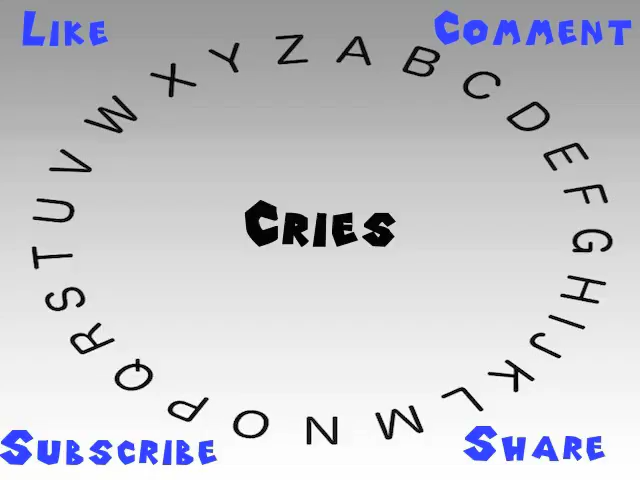 Like
Comment
A B C D E F G H I J K L M N O P Q R S T U V W X Y Z
Cries
Subscribe
Share